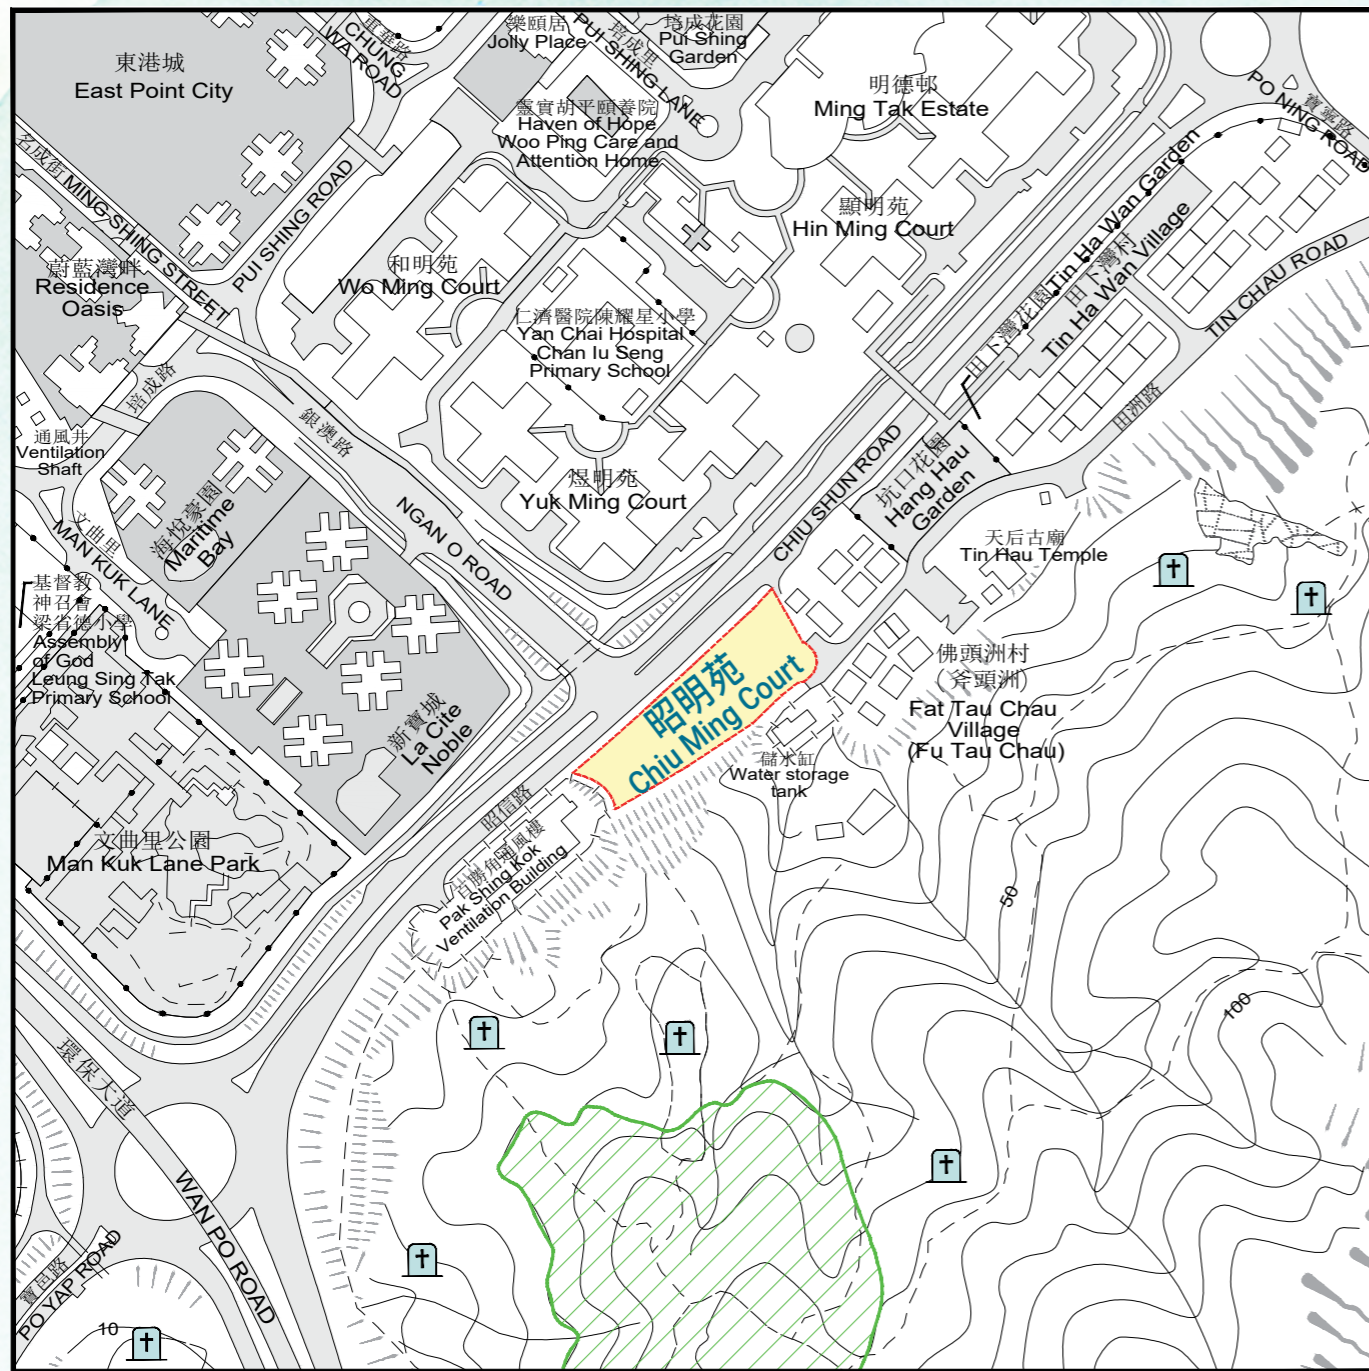 東港城
East Point City
重華路
CHUNG
WA ROAD
樂頤居
Jolly Place
培成里
PUI SHING LANE
培成花園
Pui Shing
Garden
明德邨
Ming Tak Estate
寶寧路
PO NING ROAD
靈實胡平頤養院
Haven of Hope
Woo Ping Care and
Attention Home
名成街 MING SHING STREET
PUI SHING ROAD
培成路
蔚藍灣畔
Residence
Oasis
和明苑
Wo Ming Court
顯明苑
Hin Ming Court
田下灣花園 Tin Ha Wan Garden
田下灣村
Tin Ha Wan Village
TIN CHAU ROAD
田洲路
仁濟醫院陳耀星小學
Yan Chai Hospital
Chan Iu Seng
Primary School
銀澳路
NGAN O ROAD
通風井
Ventilation
Shaft
煜明苑
Yuk Ming Court
CHIU SHUN ROAD
昭信路
坑口花園
Hang Hau
Garden
天后古廟
Tin Hau Temple
文曲里
MAN KUK LANE
海悅豪園
Maritime
Bay
基督教
神召會
梁省德小學
Assembly
of God
Leung Sing Tak
Primary School
新寶城
La Cite
Noble
昭明苑
Chiu Ming Court
佛頭洲村
(斧頭洲)
Fat Tau Chau
Village
(Fu Tau Chau)
儲水缸
Water storage
tank
文曲里公園
Man Kuk Lane Park
百勝角通風樓
Pak Shing Kok
Ventilation Building
50
100
環保大道
WAN PO ROAD
寶邑路
PO YAP ROAD
10